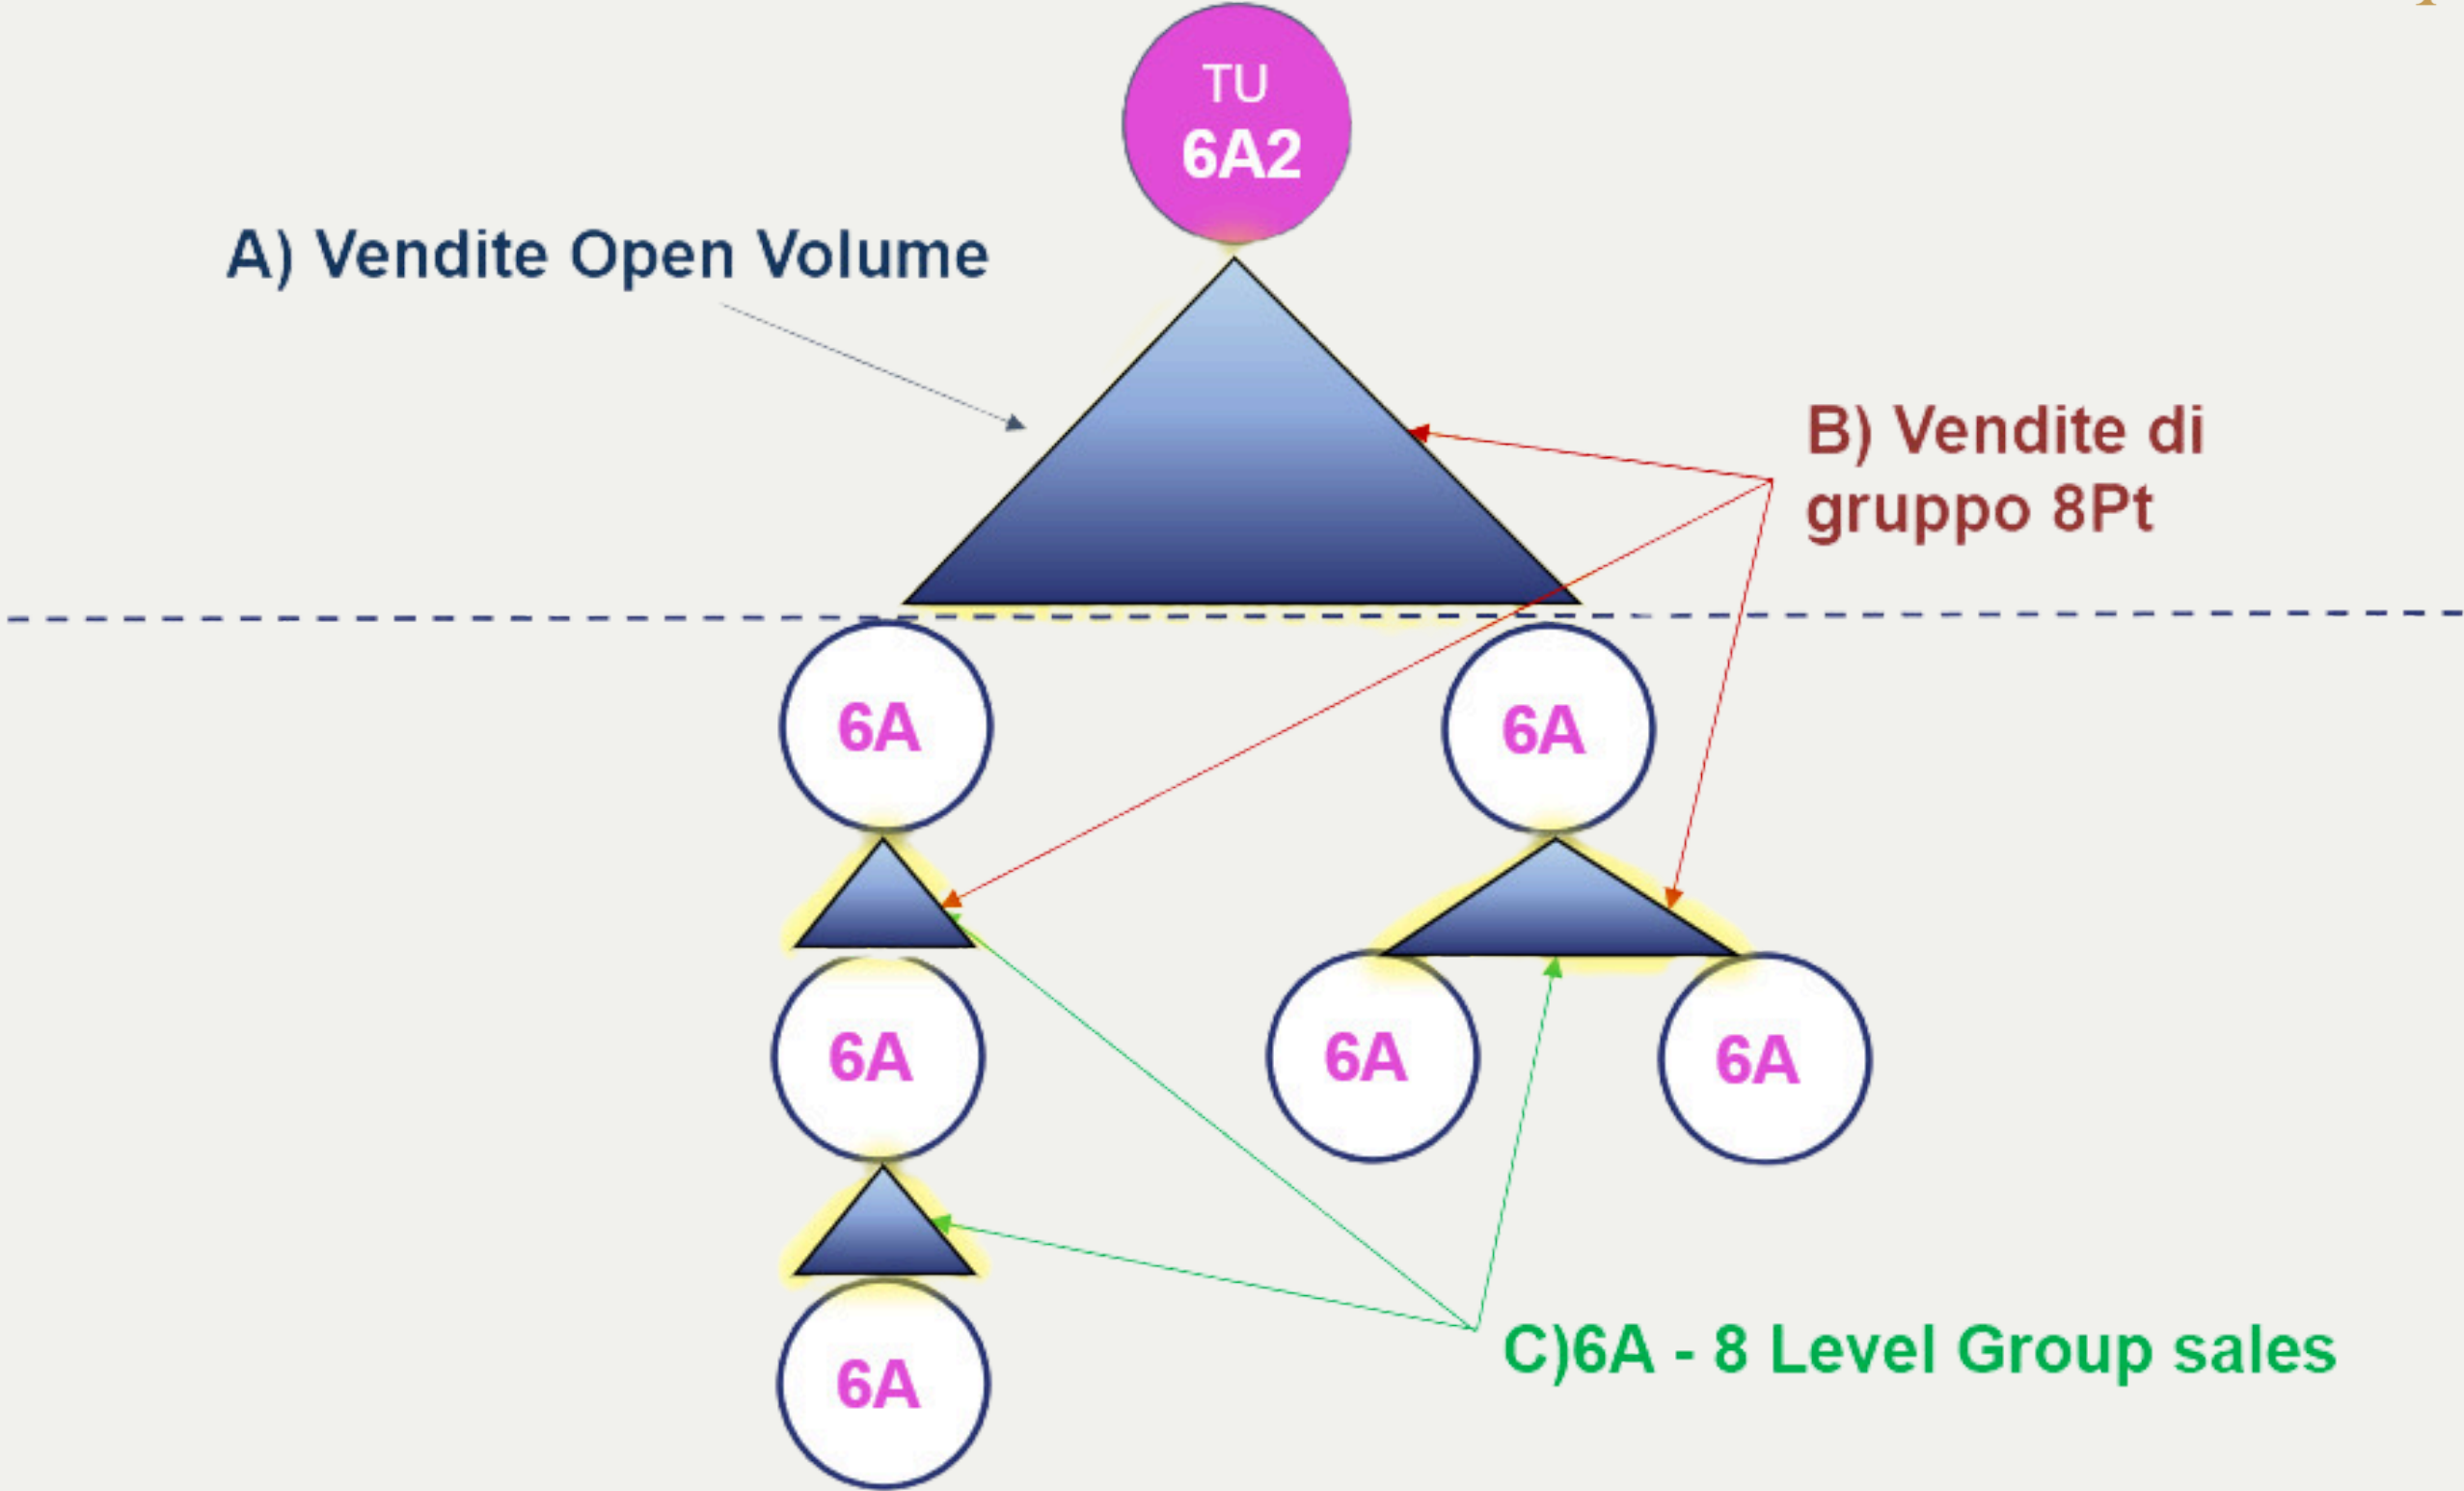 TU
6A2
A) Vendite Open Volume
B) Vendite di
gruppo 8Pt
6A
6A
6A
6A
6A
6A
C)6A - 8 Level Group sales